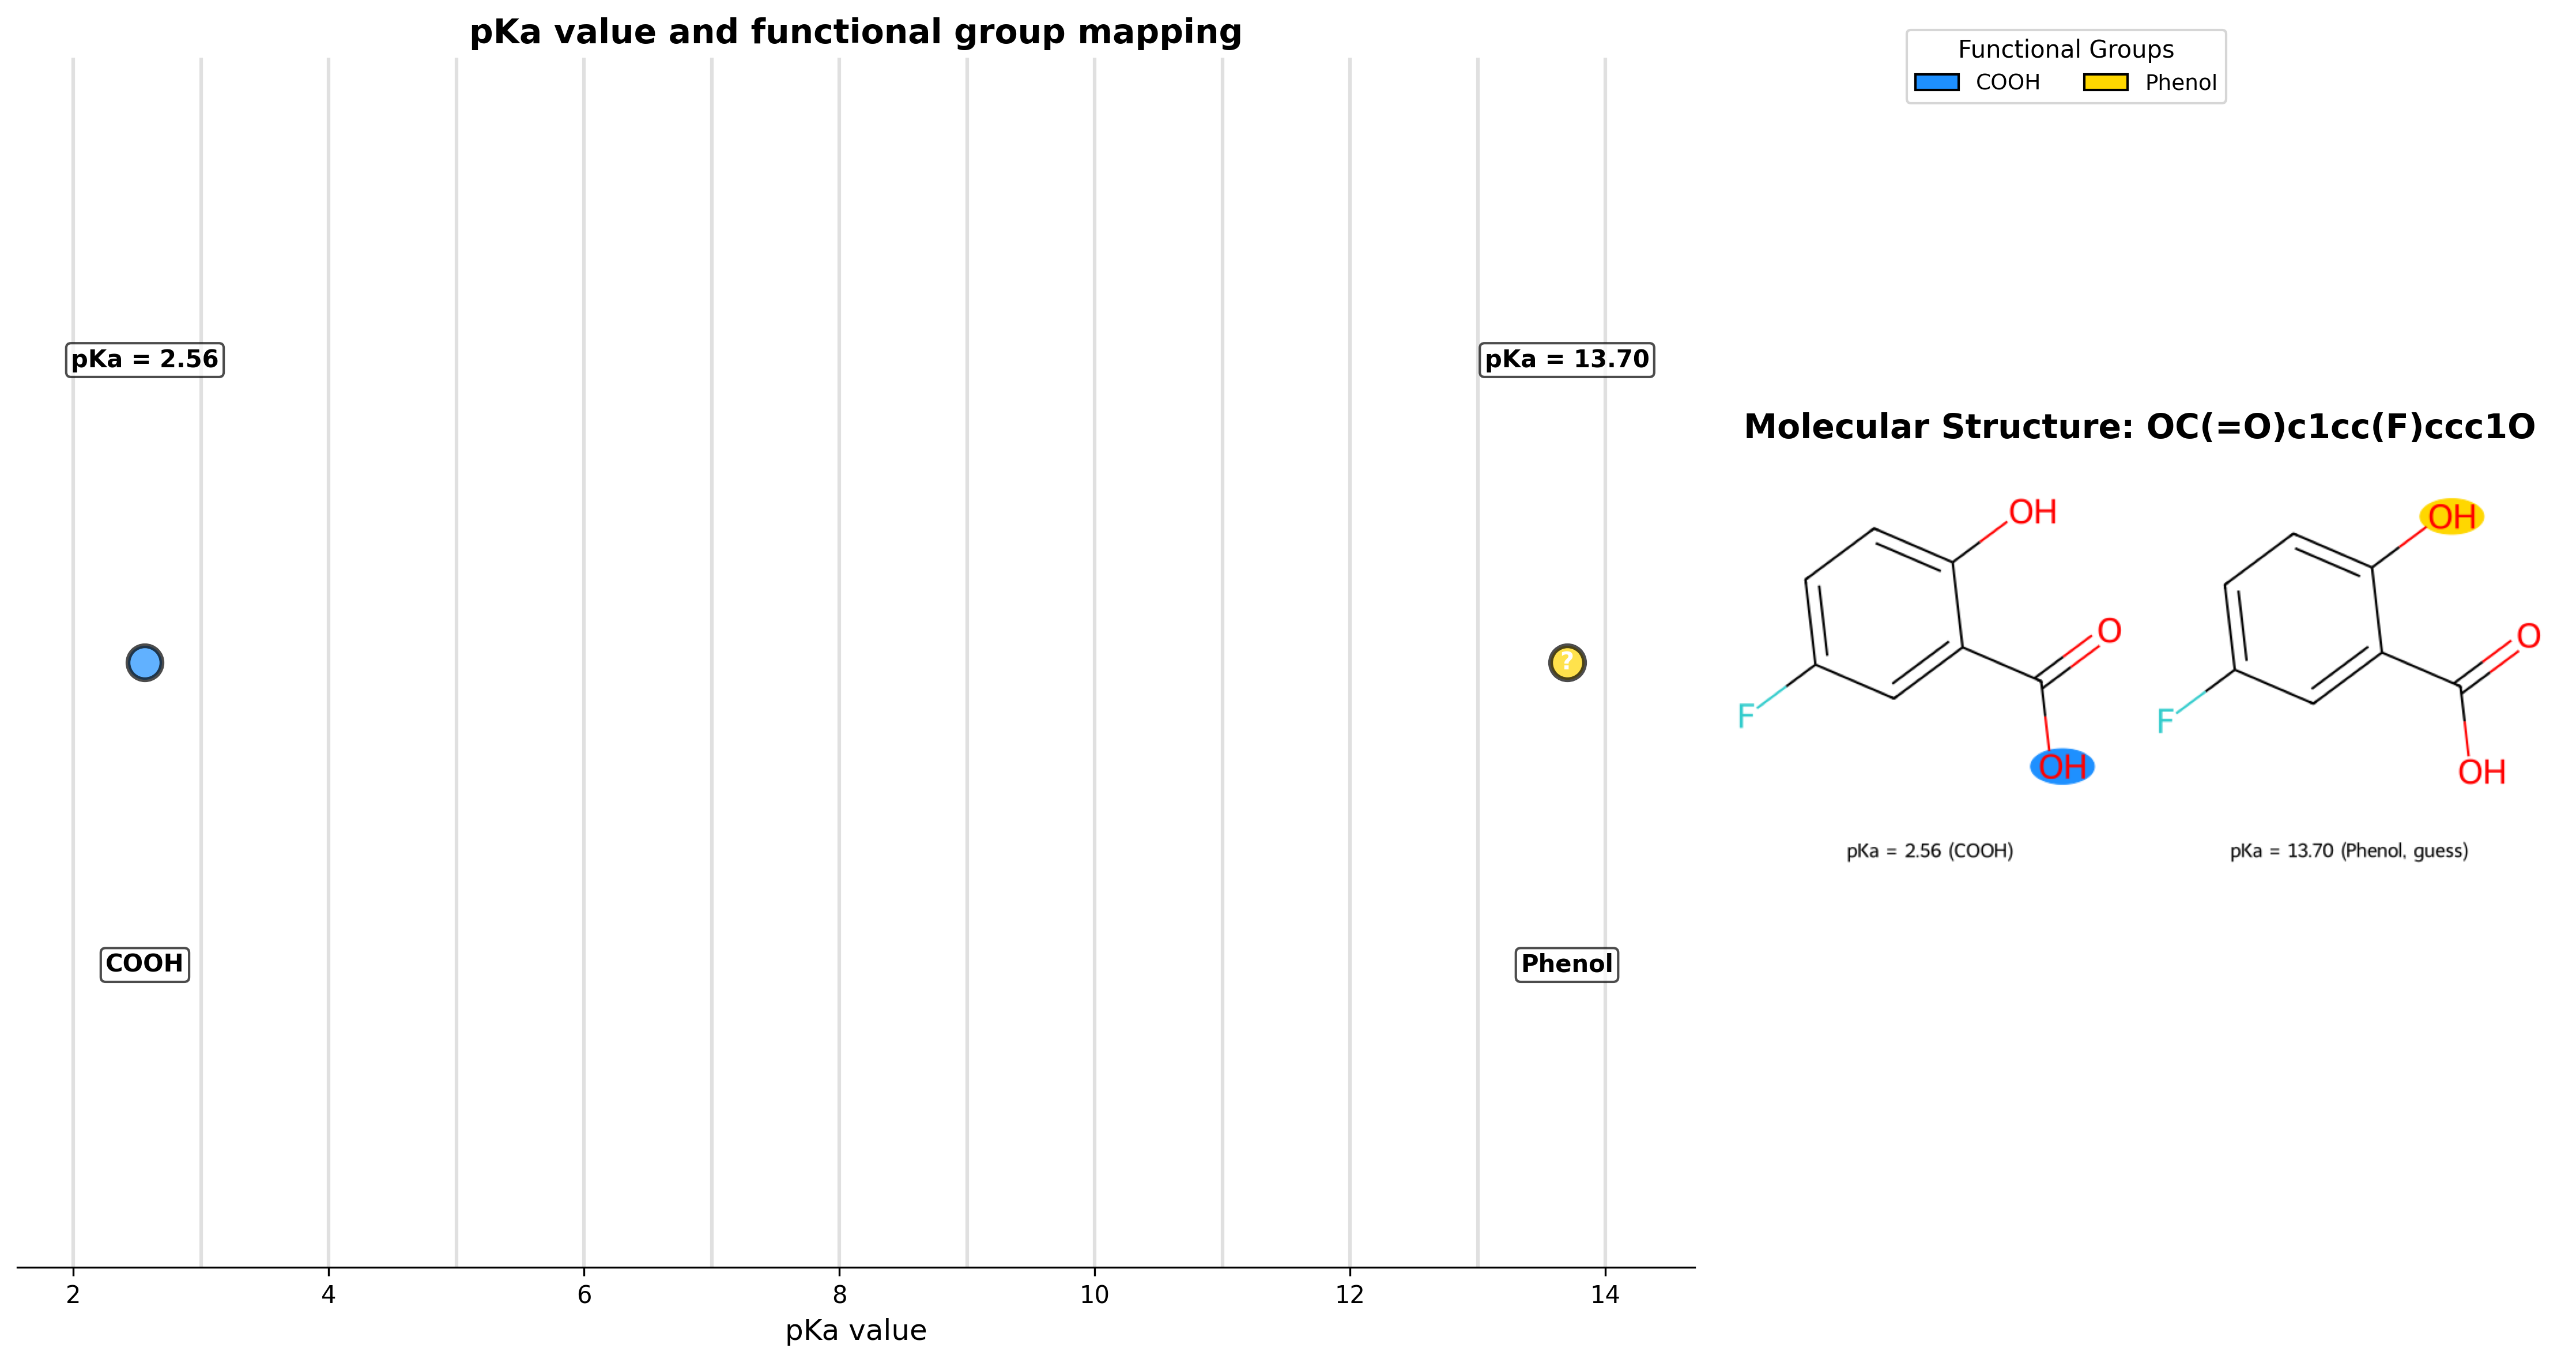 pKa value and functional group mapping
Functional Groups
COOH
Phenol
pKa = 2.56
pKa = 13.70
?
COOH
Phenol
2 4 6 8 10 12 14
pKa value
Molecular Structure: OC(=O)c1cc(F)ccc1O
OH
O
OH
F
pKa = 2.56 (COOH)
OH
O
OH
F
pKa = 13.70 (Phenol, guess)